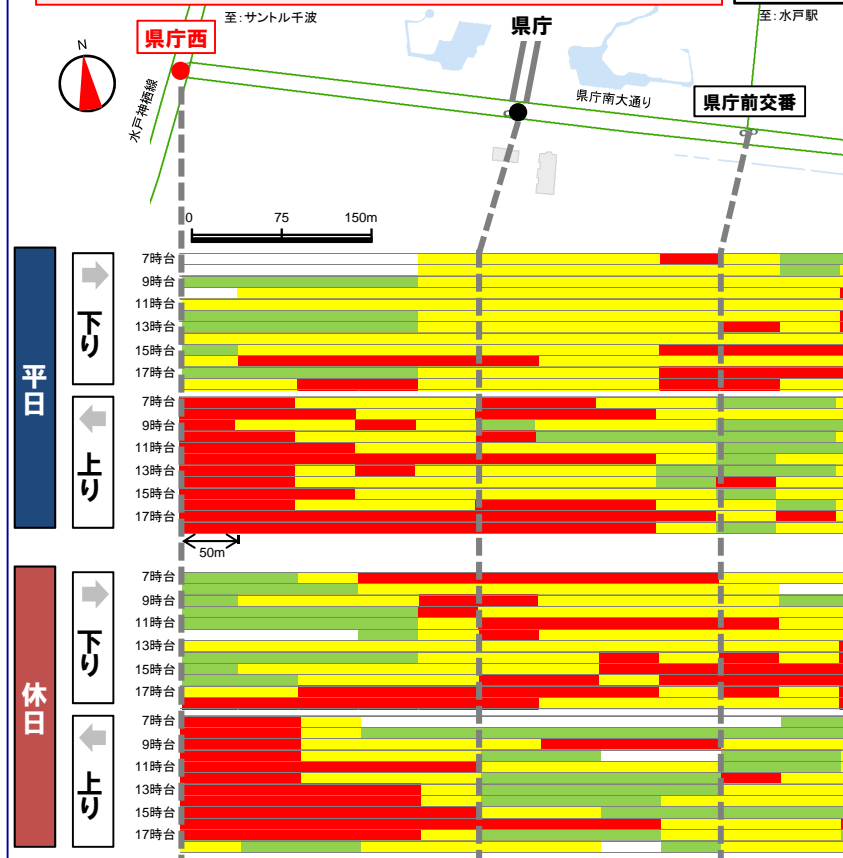 至:サントル千波
至:水戸駅
県庁西
県庁
N
水戸神栖線
県庁南大通り
県庁前交番
0 75 150m
平日
下り
7時台
9時台
11時台
13時台
15時台
17時台
上り
7時台
9時台
11時台
13時台
15時台
17時台
50m
休日
下り
7時台
9時台
11時台
13時台
15時台
17時台
上り
7時台
9時台
11時台
13時台
15時台
17時台